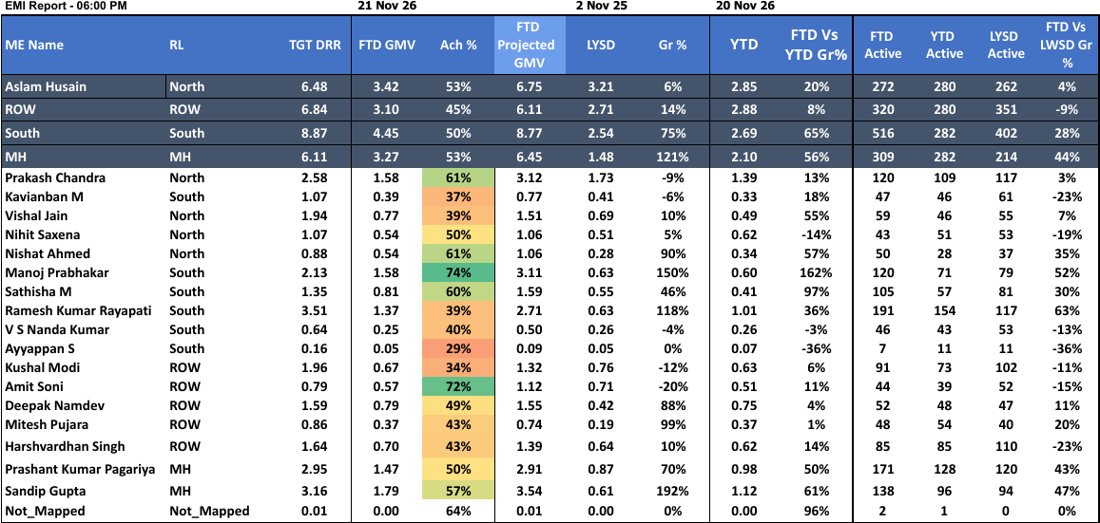 EMI Report - 06:00 PM 21 Nov 26 2 Nov 25 20 Nov 26
ME Name RL TGT DRR FTD GMV Ach % FTD Projected GMV LYSD Gr % YTD FTD Vs YTD Gr% FTD Active YTD Active LYSD Active FTD Vs LWSD Gr %
Aslam Husain North 6.48 3.42 53% 6.75 3.21 6% 2.85 20% 272 280 262 4%
ROW ROW 6.84 3.10 45% 6.11 2.71 14% 2.88 8% 320 280 351 -9%
South South 8.87 4.45 50% 8.77 2.54 75% 2.69 65% 516 282 402 28%
MH MH 6.11 3.27 53% 6.45 1.48 121% 2.10 56% 309 282 214 44%
Prakash Chandra North 2.58 1.58 61% 3.12 1.73 -9% 1.39 13% 120 109 117 3%
Kavianban M South 1.07 0.39 37% 0.77 0.41 -6% 0.33 18% 47 46 61 -23%
Vishal Jain North 1.94 0.77 39% 1.51 0.69 10% 0.49 55% 59 46 55 7%
Nihit Saxena North 1.07 0.54 50% 1.06 0.51 5% 0.62 -14% 43 51 53 -19%
Nishat Ahmed North 0.88 0.54 61% 1.06 0.28 90% 0.34 57% 50 28 37 35%
Manoj Prabhakar South 2.13 1.58 74% 3.11 0.63 150% 0.60 162% 120 71 79 52%
Sathisha M South 1.35 0.81 60% 1.59 0.55 46% 0.41 97% 105 57 81 30%
Ramesh Kumar Rayapati South 3.51 1.37 39% 2.71 0.63 118% 1.01 36% 191 154 117 63%
V S Nanda Kumar South 0.64 0.25 40% 0.50 0.26 -4% 0.26 -3% 46 43 53 -13%
Ayyappan S South 0.16 0.05 29% 0.09 0.05 0% 0.07 -36% 7 11 11 -36%
Kushal Modi ROW 1.96 0.67 34% 1.32 0.76 -12% 0.63 6% 91 73 102 -11%
Amit Soni ROW 0.79 0.57 72% 1.12 0.71 -20% 0.51 11% 44 39 52 -15%
Deepak Namdev ROW 1.59 0.79 49% 1.55 0.42 88% 0.75 4% 52 48 47 11%
Mitesh Pujara ROW 0.86 0.37 43% 0.74 0.19 99% 0.37 1% 48 54 40 20%
Harshvardhan Singh ROW 1.64 0.70 43% 1.39 0.64 10% 0.62 14% 85 85 110 -23%
Prashant Kumar Pagariya MH 2.95 1.47 50% 2.91 0.87 70% 0.98 50% 171 128 120 43%
Sandip Gupta MH 3.16 1.79 57% 3.54 0.61 192% 1.12 61% 138 96 94 47%
Not_Mapped Not_Mapped 0.01 0.00 64% 0.01 0.00 0% 0.00 96% 2 1 0 0%